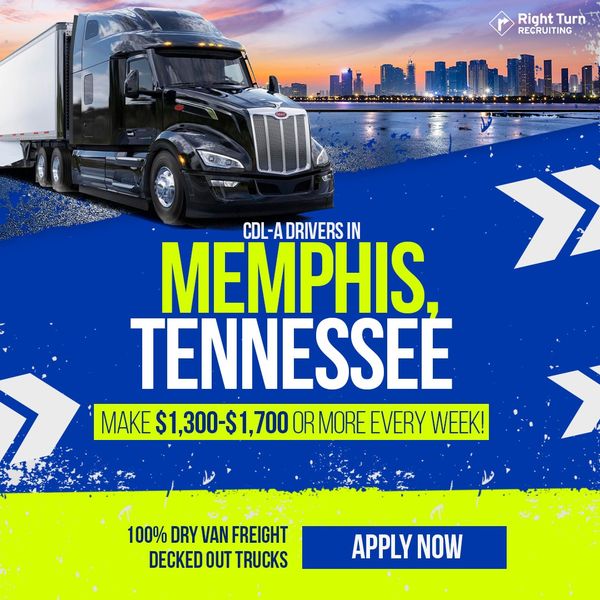 Right Turn
RECRUITING
CDL-A DRIVERS IN
MEMPHIS,
TENNESSEE
MAKE $1,300-$1,700 OR MORE EVERY WEEK!
100% DRY VAN FREIGHT
DECKED OUT TRUCKS
APPLY NOW